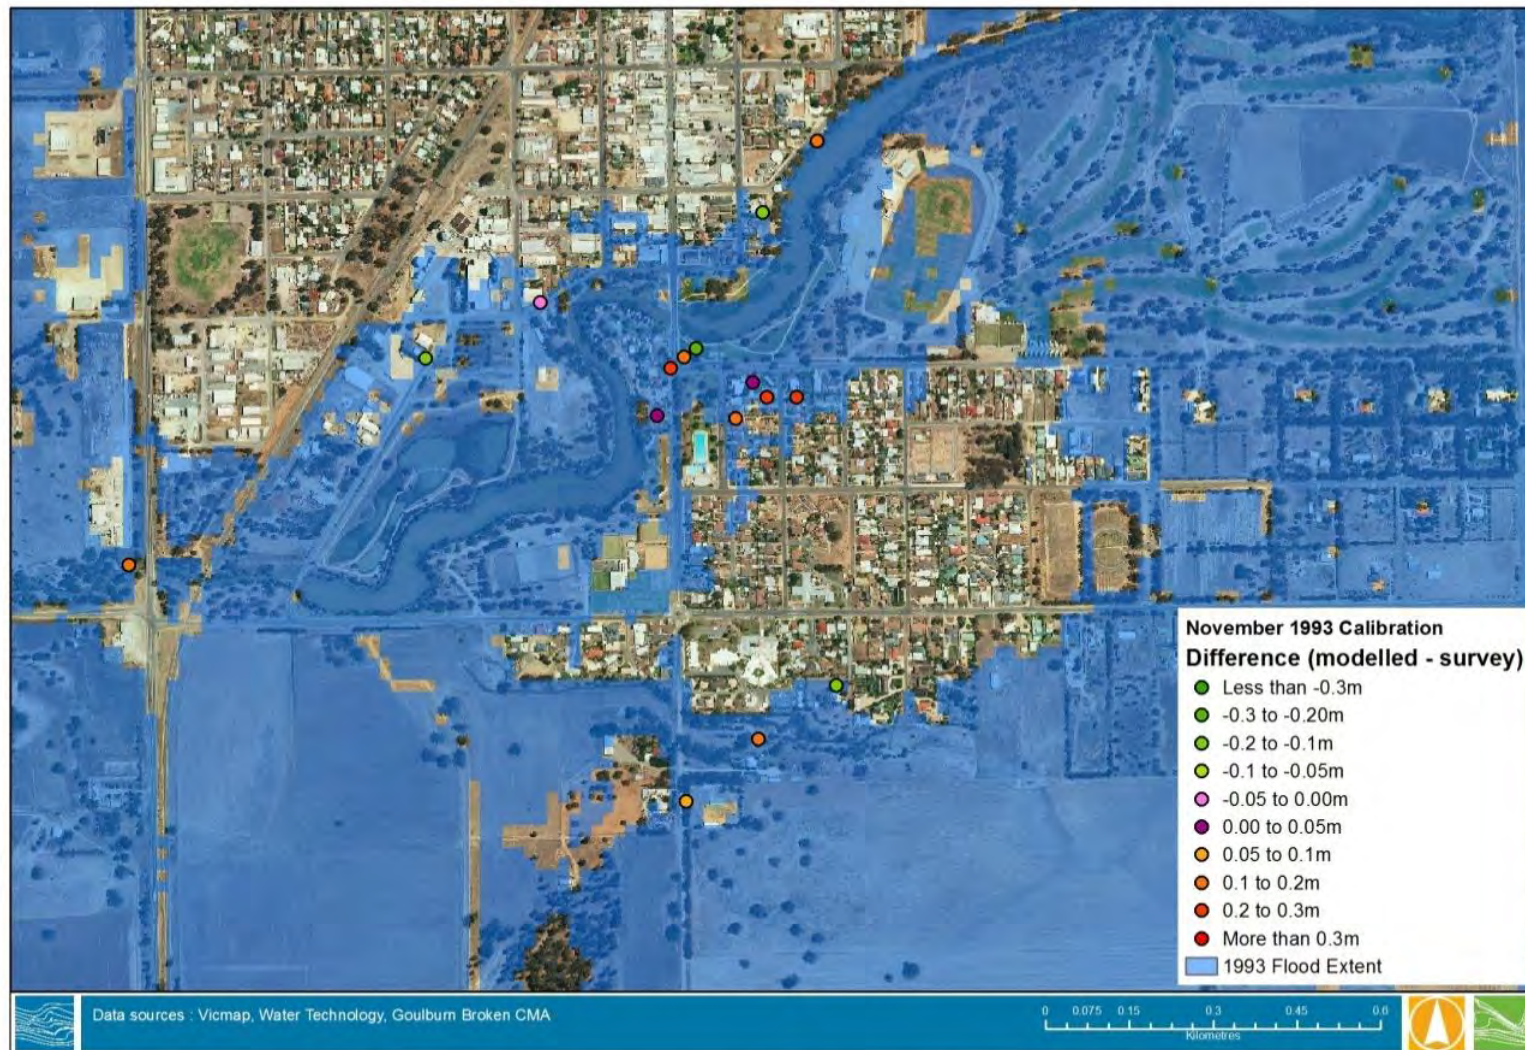 November 1993 Calibration
Difference (modelled - survey)
Less than -0.3m
-0.3 to -0.20m
-0.2 to -0.1m
-0.1 to -0.05m
-0.05 to 0.00m
0.00 to 0.05m
0.05 to 0.1m
0.1 to 0.2m
0.2 to 0.3m
More than 0.3m
1993 Flood Extent
Data sources : Vicmap, Water Technology, Goulburn Broken CMA
0 0.075 0.15 0.3 0.45 0.6
Kilometres